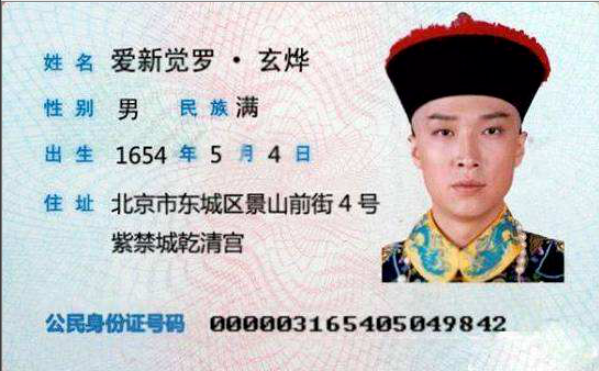 姓名 爱新觉罗·玄烨
性别 男 民族 满
出生 1654 年 5 月 4 日
住址 北京市东城区景山前街 4 号
紫禁城乾清宫
公民身份证号码 000003165405049842